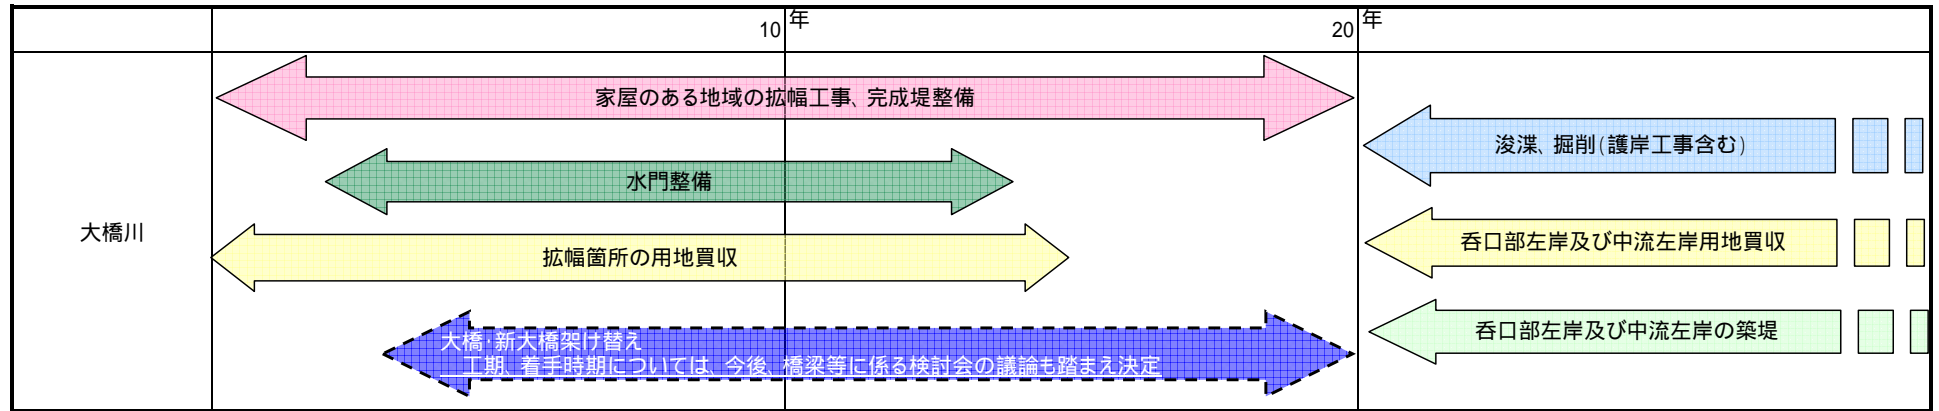 10年
20年
大橋川
家屋のある地域の拡幅工事、完成堤整備
浚渫、掘削(護岸工事含む)
水門整備
拡幅箇所の用地買収
呑口部左岸及び中流左岸用地買収
大橋・新大橋架け替え
工期、着手時期については、今後、橋梁等に係る検討会の議論も踏まえ決定
呑口部左岸及び中流左岸の築堤